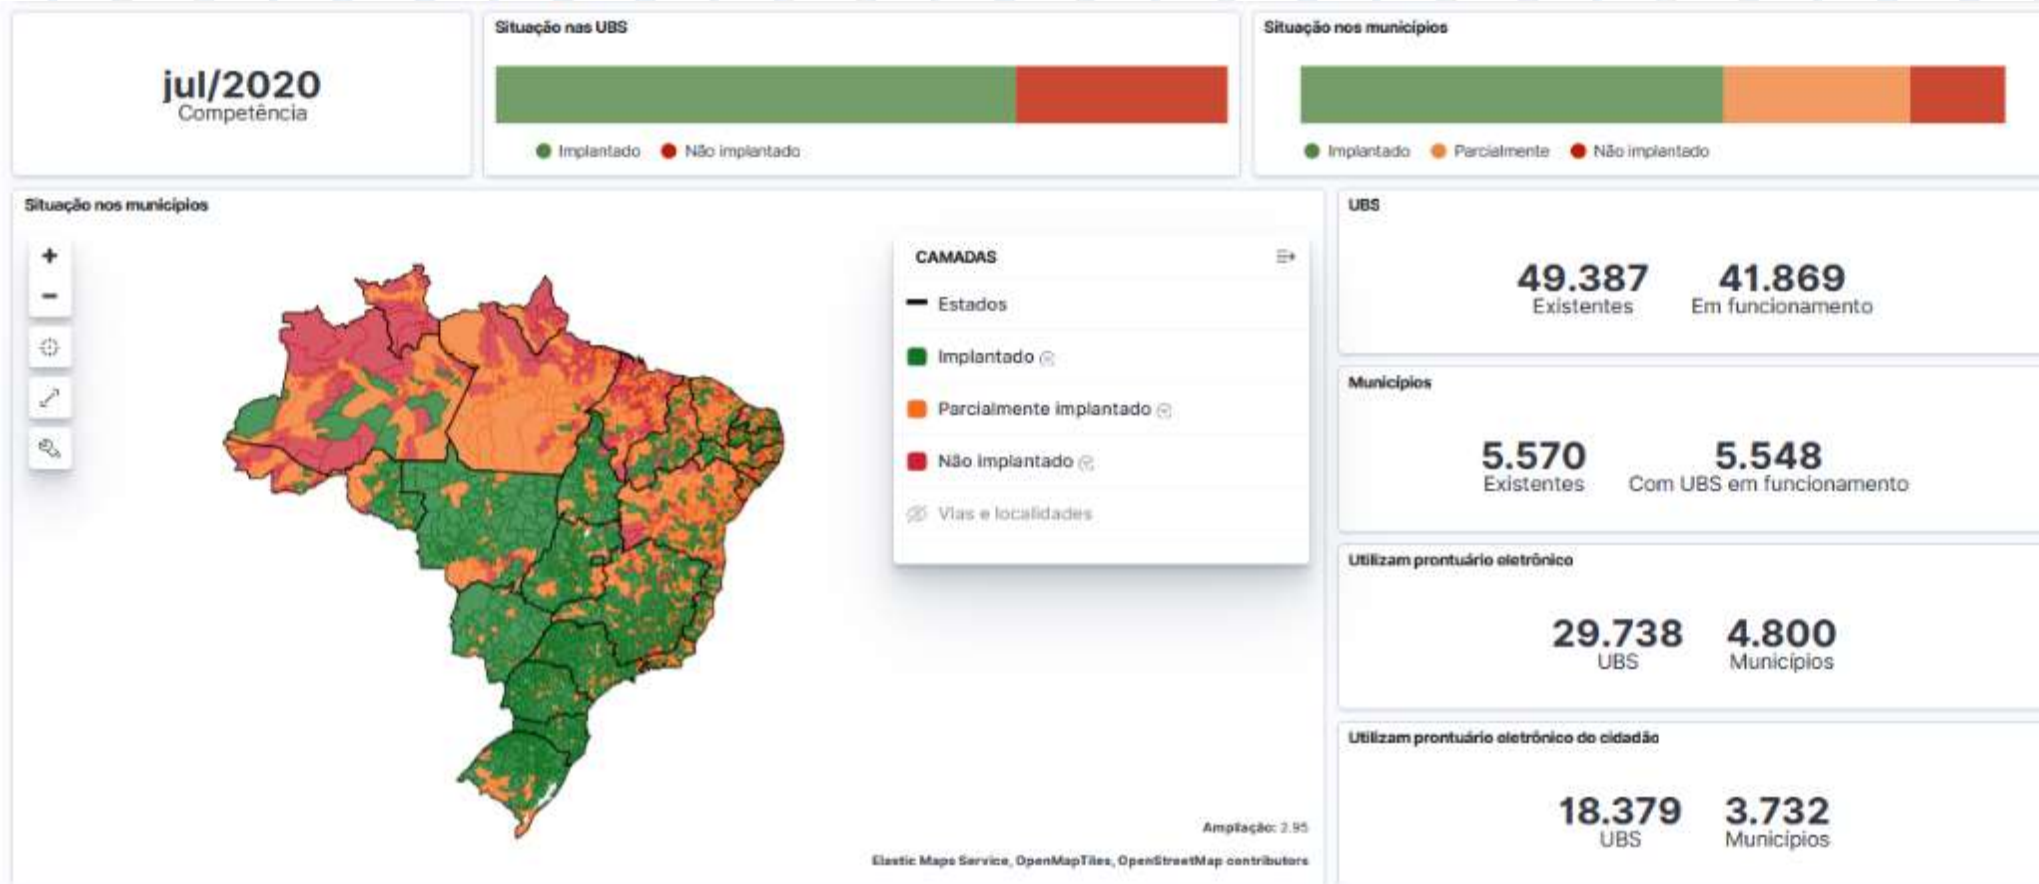 jul/2020
Competência
Situação nas UBS
Implantado Não implantado
Situação nos municípios
Implantado Parcialmente Não implantado
Situação nos municípios
CAMADAS
Estados
Implantado
Parcialmente implantado
Não implantado
Vias e localidades
Ampliação: 2.95
Elastic Maps Service, OpenMapTiles, OpenStreetMap contributors
UBS
49.387 41.869
Existentes Em funcionamento
Municípios
5.570 5.548
Existentes Com UBS em funcionamento
Utilizam prontuário eletrônico
29.738 4.800
UBS Municípios
Utilizam prontuário eletrônico do cidadão
18.379 3.732
UBS Municípios